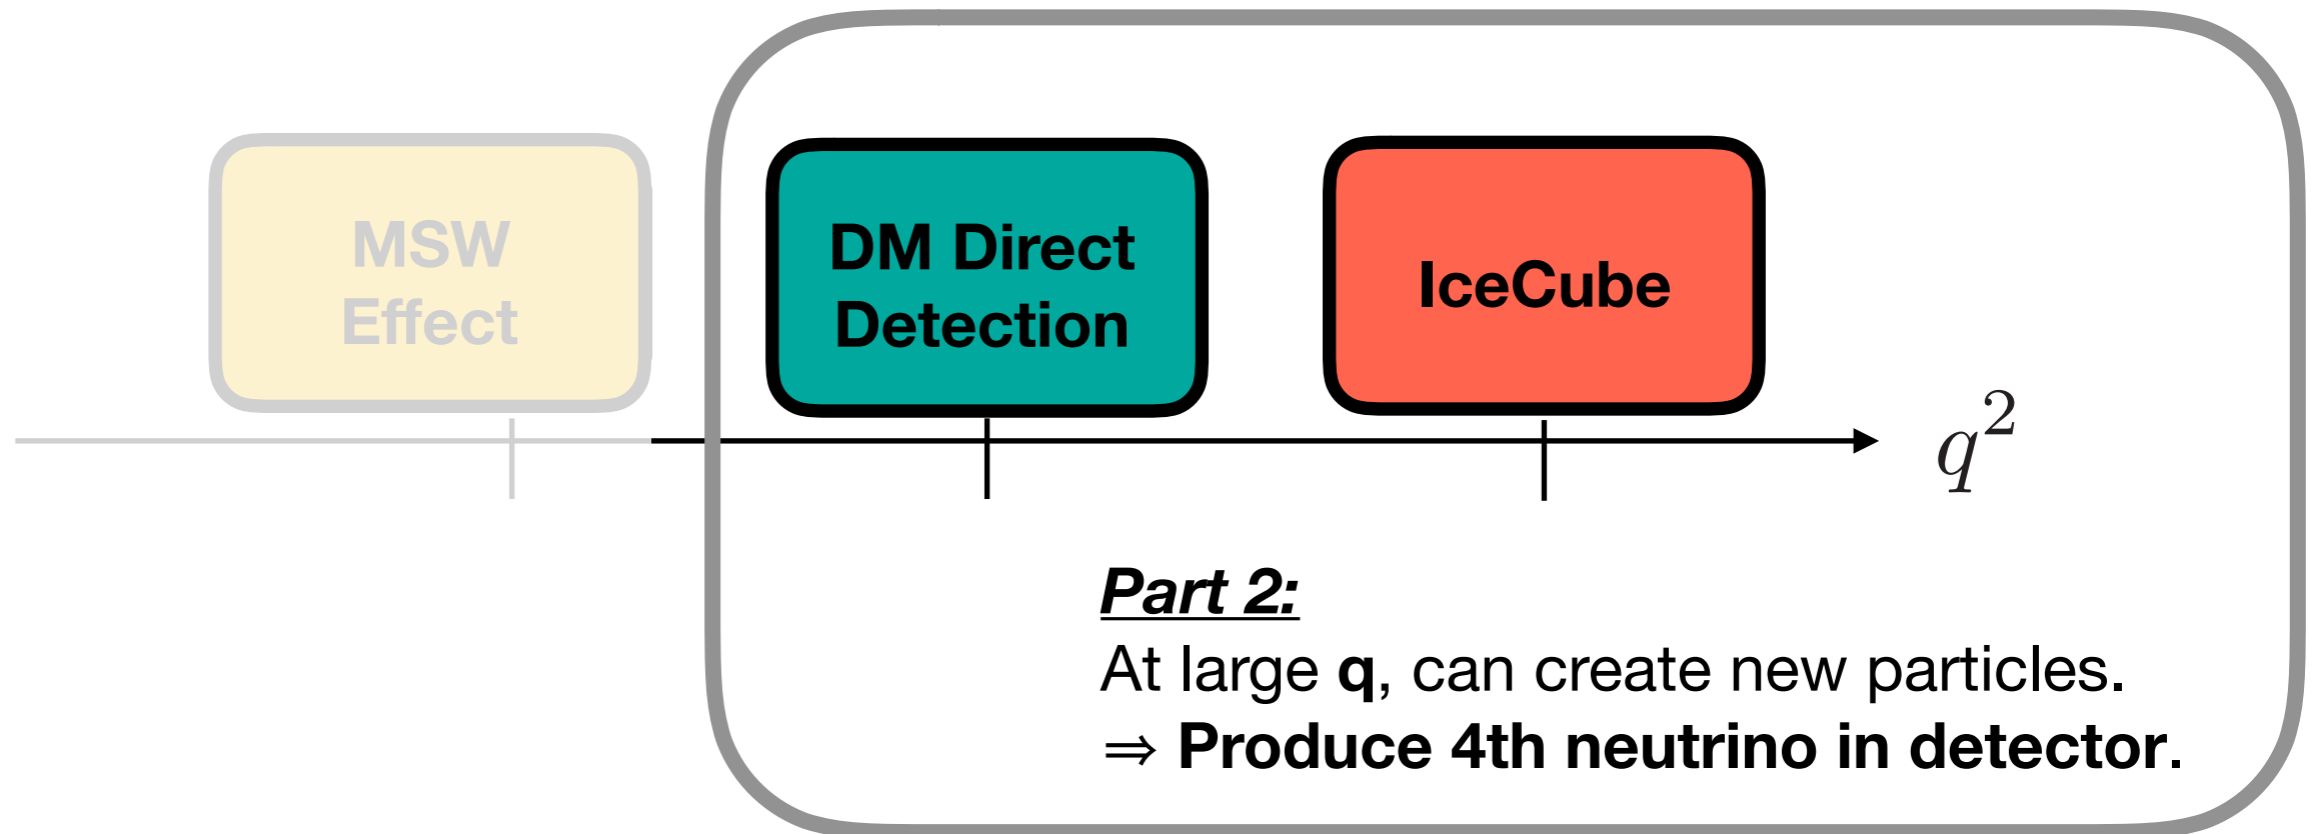 MSW
Effect
DM Direct
Detection
IceCube
q²
Part 2:
At large q, can create new particles.
⇒ Produce 4th neutrino in detector.